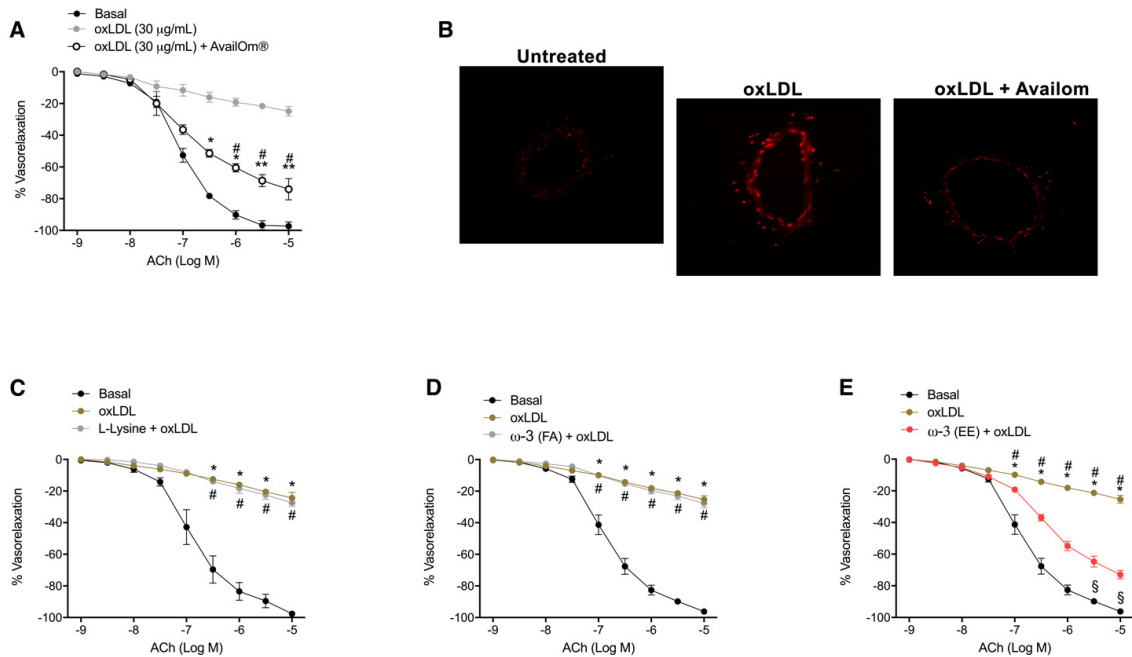 A
Basal
oxLDL (30 μg/mL)
oxLDL (30 μg/mL) + AvailOm®
0
-20
-40
-60
-80
-100
% Vasorelaxation
* # * # ** # **
-9 -8 -7 -6 -5
ACh (Log M)
B
Untreated
oxLDL
oxLDL + Availom
C
Basal
oxLDL
L-Lysine + oxLDL
0
-20
-40
-60
-80
-100
% Vasorelaxation
* * * *
# # # #
-9 -8 -7 -6 -5
ACh (Log M)
D
Basal
oxLDL
ω-3 (FA) + oxLDL
0
-20
-40
-60
-80
-100
% Vasorelaxation
* * * * *
# # # # #
-9 -8 -7 -6 -5
ACh (Log M)
E
Basal
oxLDL
ω-3 (EE) + oxLDL
0
-20
-40
-60
-80
-100
% Vasorelaxation
# # # # #
* * * * *
§ §
-9 -8 -7 -6 -5
ACh (Log M)